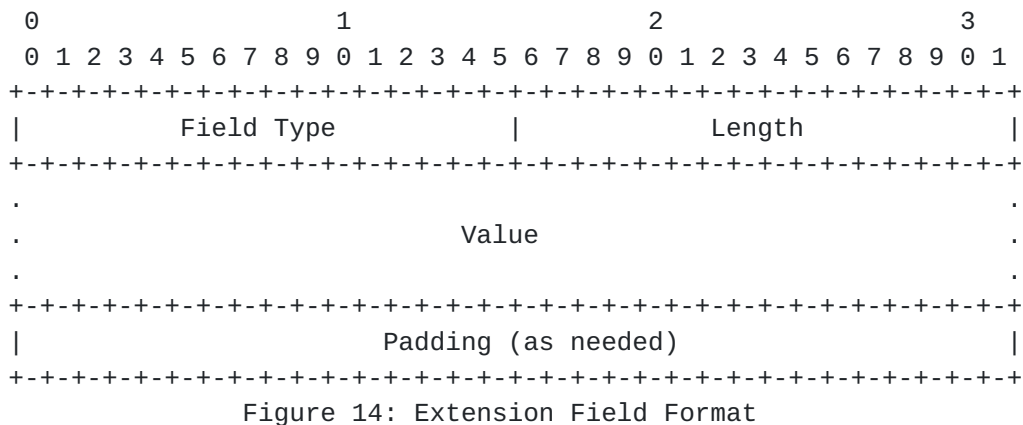 0                   1                   2                   3
 0 1 2 3 4 5 6 7 8 9 0 1 2 3 4 5 6 7 8 9 0 1 2 3 4 5 6 7 8 9 0 1
+-+-+-+-+-+-+-+-+-+-+-+-+-+-+-+-+-+-+-+-+-+-+-+-+-+-+-+-+-+-+-+-+
|          Field Type           |            Length             |
+-+-+-+-+-+-+-+-+-+-+-+-+-+-+-+-+-+-+-+-+-+-+-+-+-+-+-+-+-+-+-+-+
.                                                               .
.                            Value                              .
.                                                               .
+-+-+-+-+-+-+-+-+-+-+-+-+-+-+-+-+-+-+-+-+-+-+-+-+-+-+-+-+-+-+-+-+
|                       Padding (as needed)                     |
+-+-+-+-+-+-+-+-+-+-+-+-+-+-+-+-+-+-+-+-+-+-+-+-+-+-+-+-+-+-+-+-+
               Figure 14: Extension Field Format